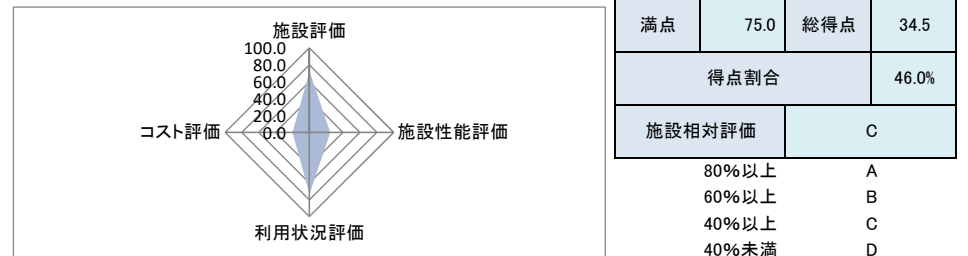 施設評価
100.0
80.0
60.0
40.0
20.0
0.0
コスト評価
施設性能評価
利用状況評価
満点 75.0 総得点 34.5
得点割合 46.0%
施設相対評価 C
80%以上 A
60%以上 B
40%以上 C
40%未満 D